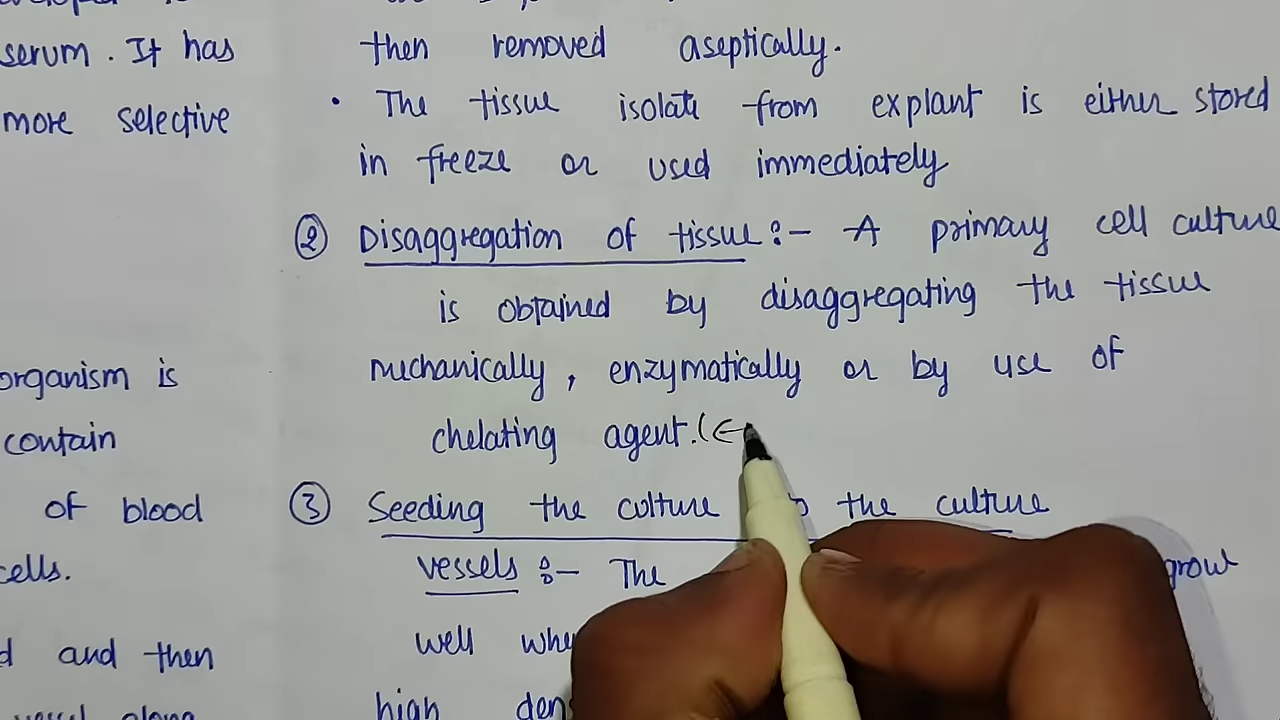 serum. It has
more selective
organism is
contain
of blood
cells.
and then
then removed aseptically.
• The tissue isolate from explant is either stored
in freeze or used immediately
② Disaggregation of tissue :- A primary cell culture
is obtained by disaggregating the tissue
mechanically, enzymatically or by use of
chelating agent. (E
③ Seeding the culture the culture
vessels :- The grow
well
high